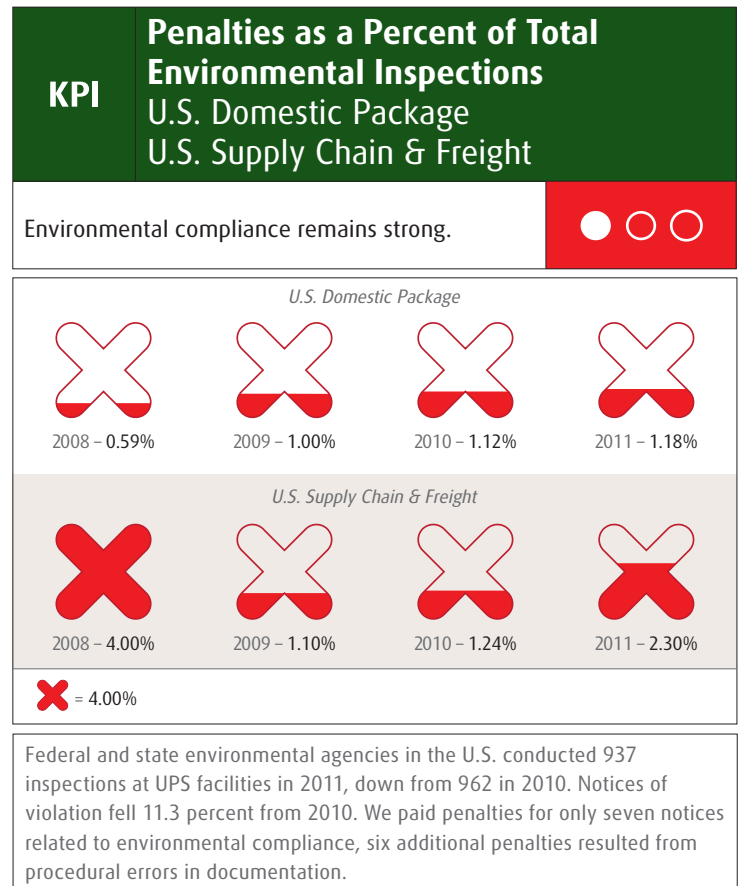 KPI
Penalties as a Percent of Total
Environmental Inspections
U.S. Domestic Package
U.S. Supply Chain & Freight
Environmental compliance remains strong.
U.S. Domestic Package
2008 – 0.59%
2009 – 1.00%
2010 – 1.12%
2011 – 1.18%
U.S. Supply Chain & Freight
2008 – 4.00%
2009 – 1.10%
2010 – 1.24%
2011 – 2.30%
= 4.00%
Federal and state environmental agencies in the U.S. conducted 937
inspections at UPS facilities in 2011, down from 962 in 2010. Notices of
violation fell 11.3 percent from 2010. We paid penalties for only seven notices
related to environmental compliance, six additional penalties resulted from
procedural errors in documentation.